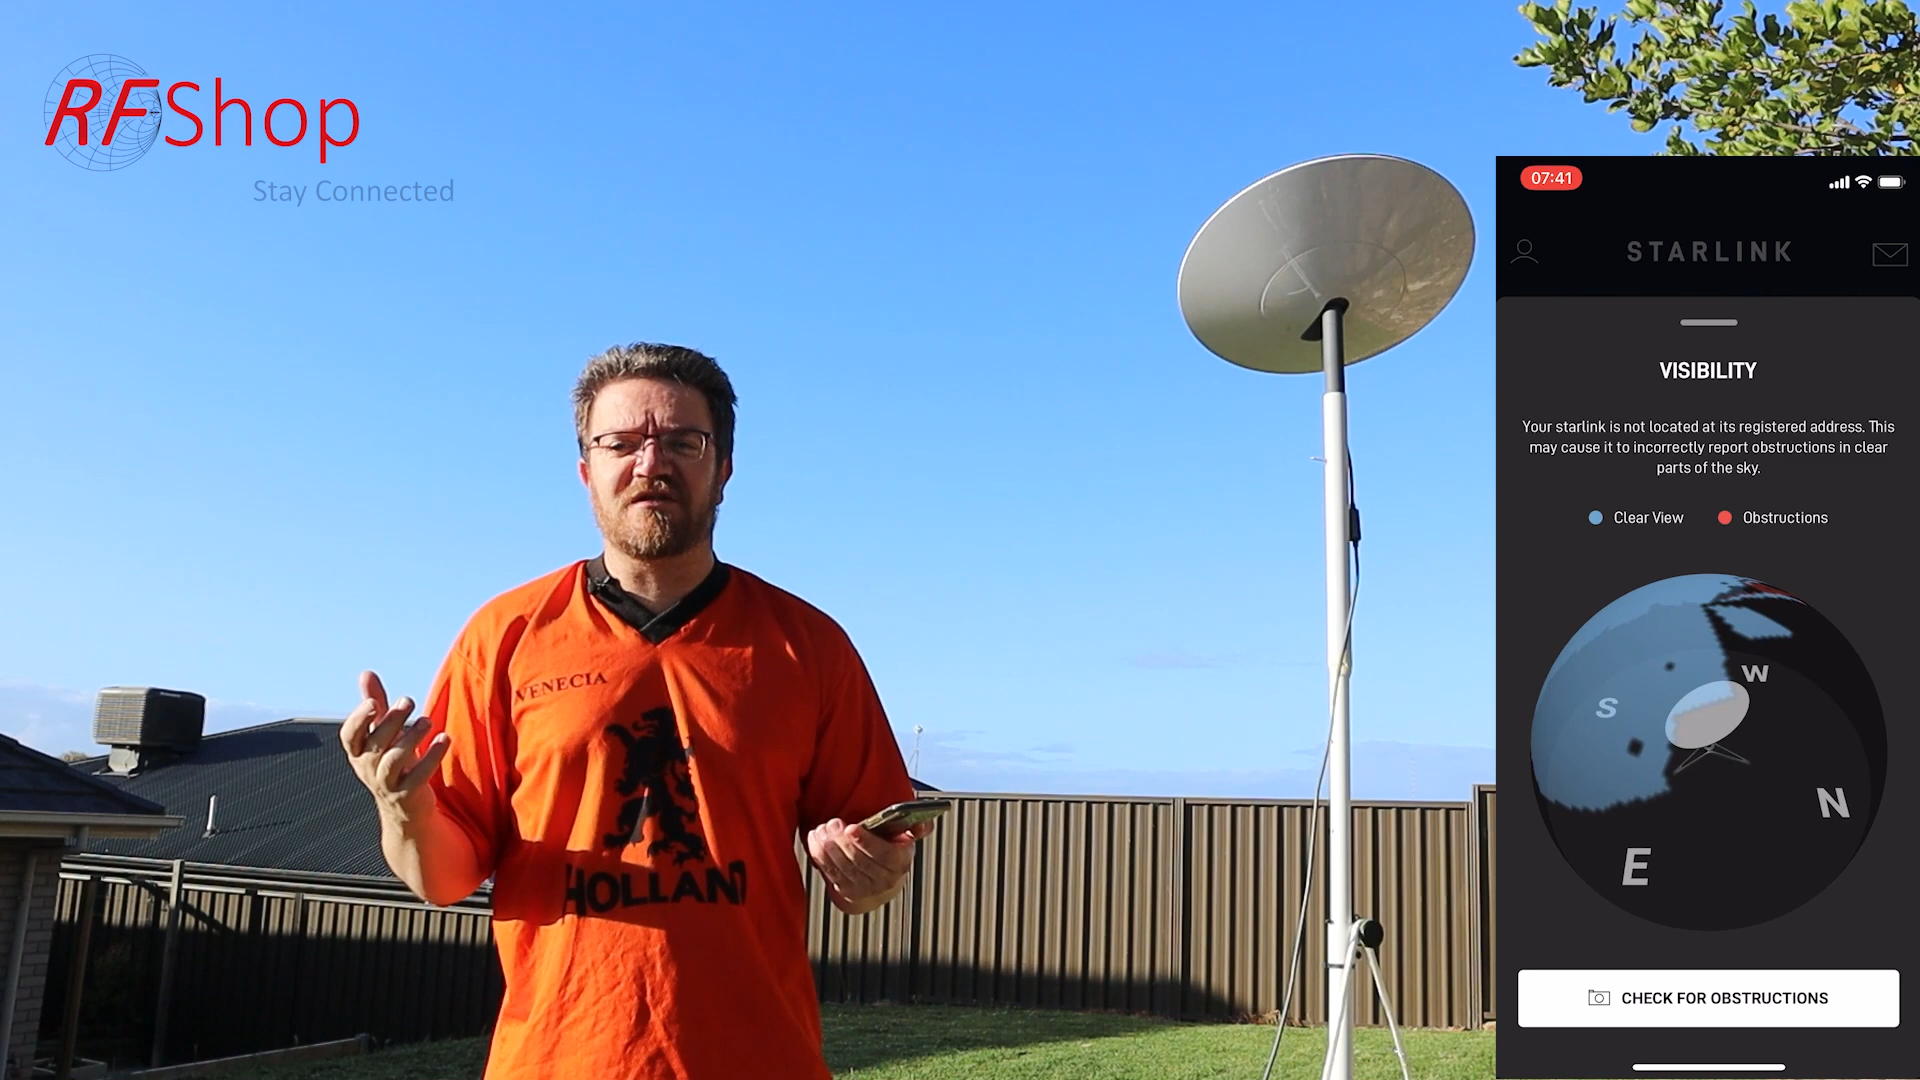 RFShop
Stay Connected
VENECIA
HOLLAND
07:41
STARLINK
VISIBILITY
Your starlink is not located at its registered address. This
may cause it to incorrectly report obstructions in clear
parts of the sky.
Clear View
Obstructions
W
S
N
E
CHECK FOR OBSTRUCTIONS